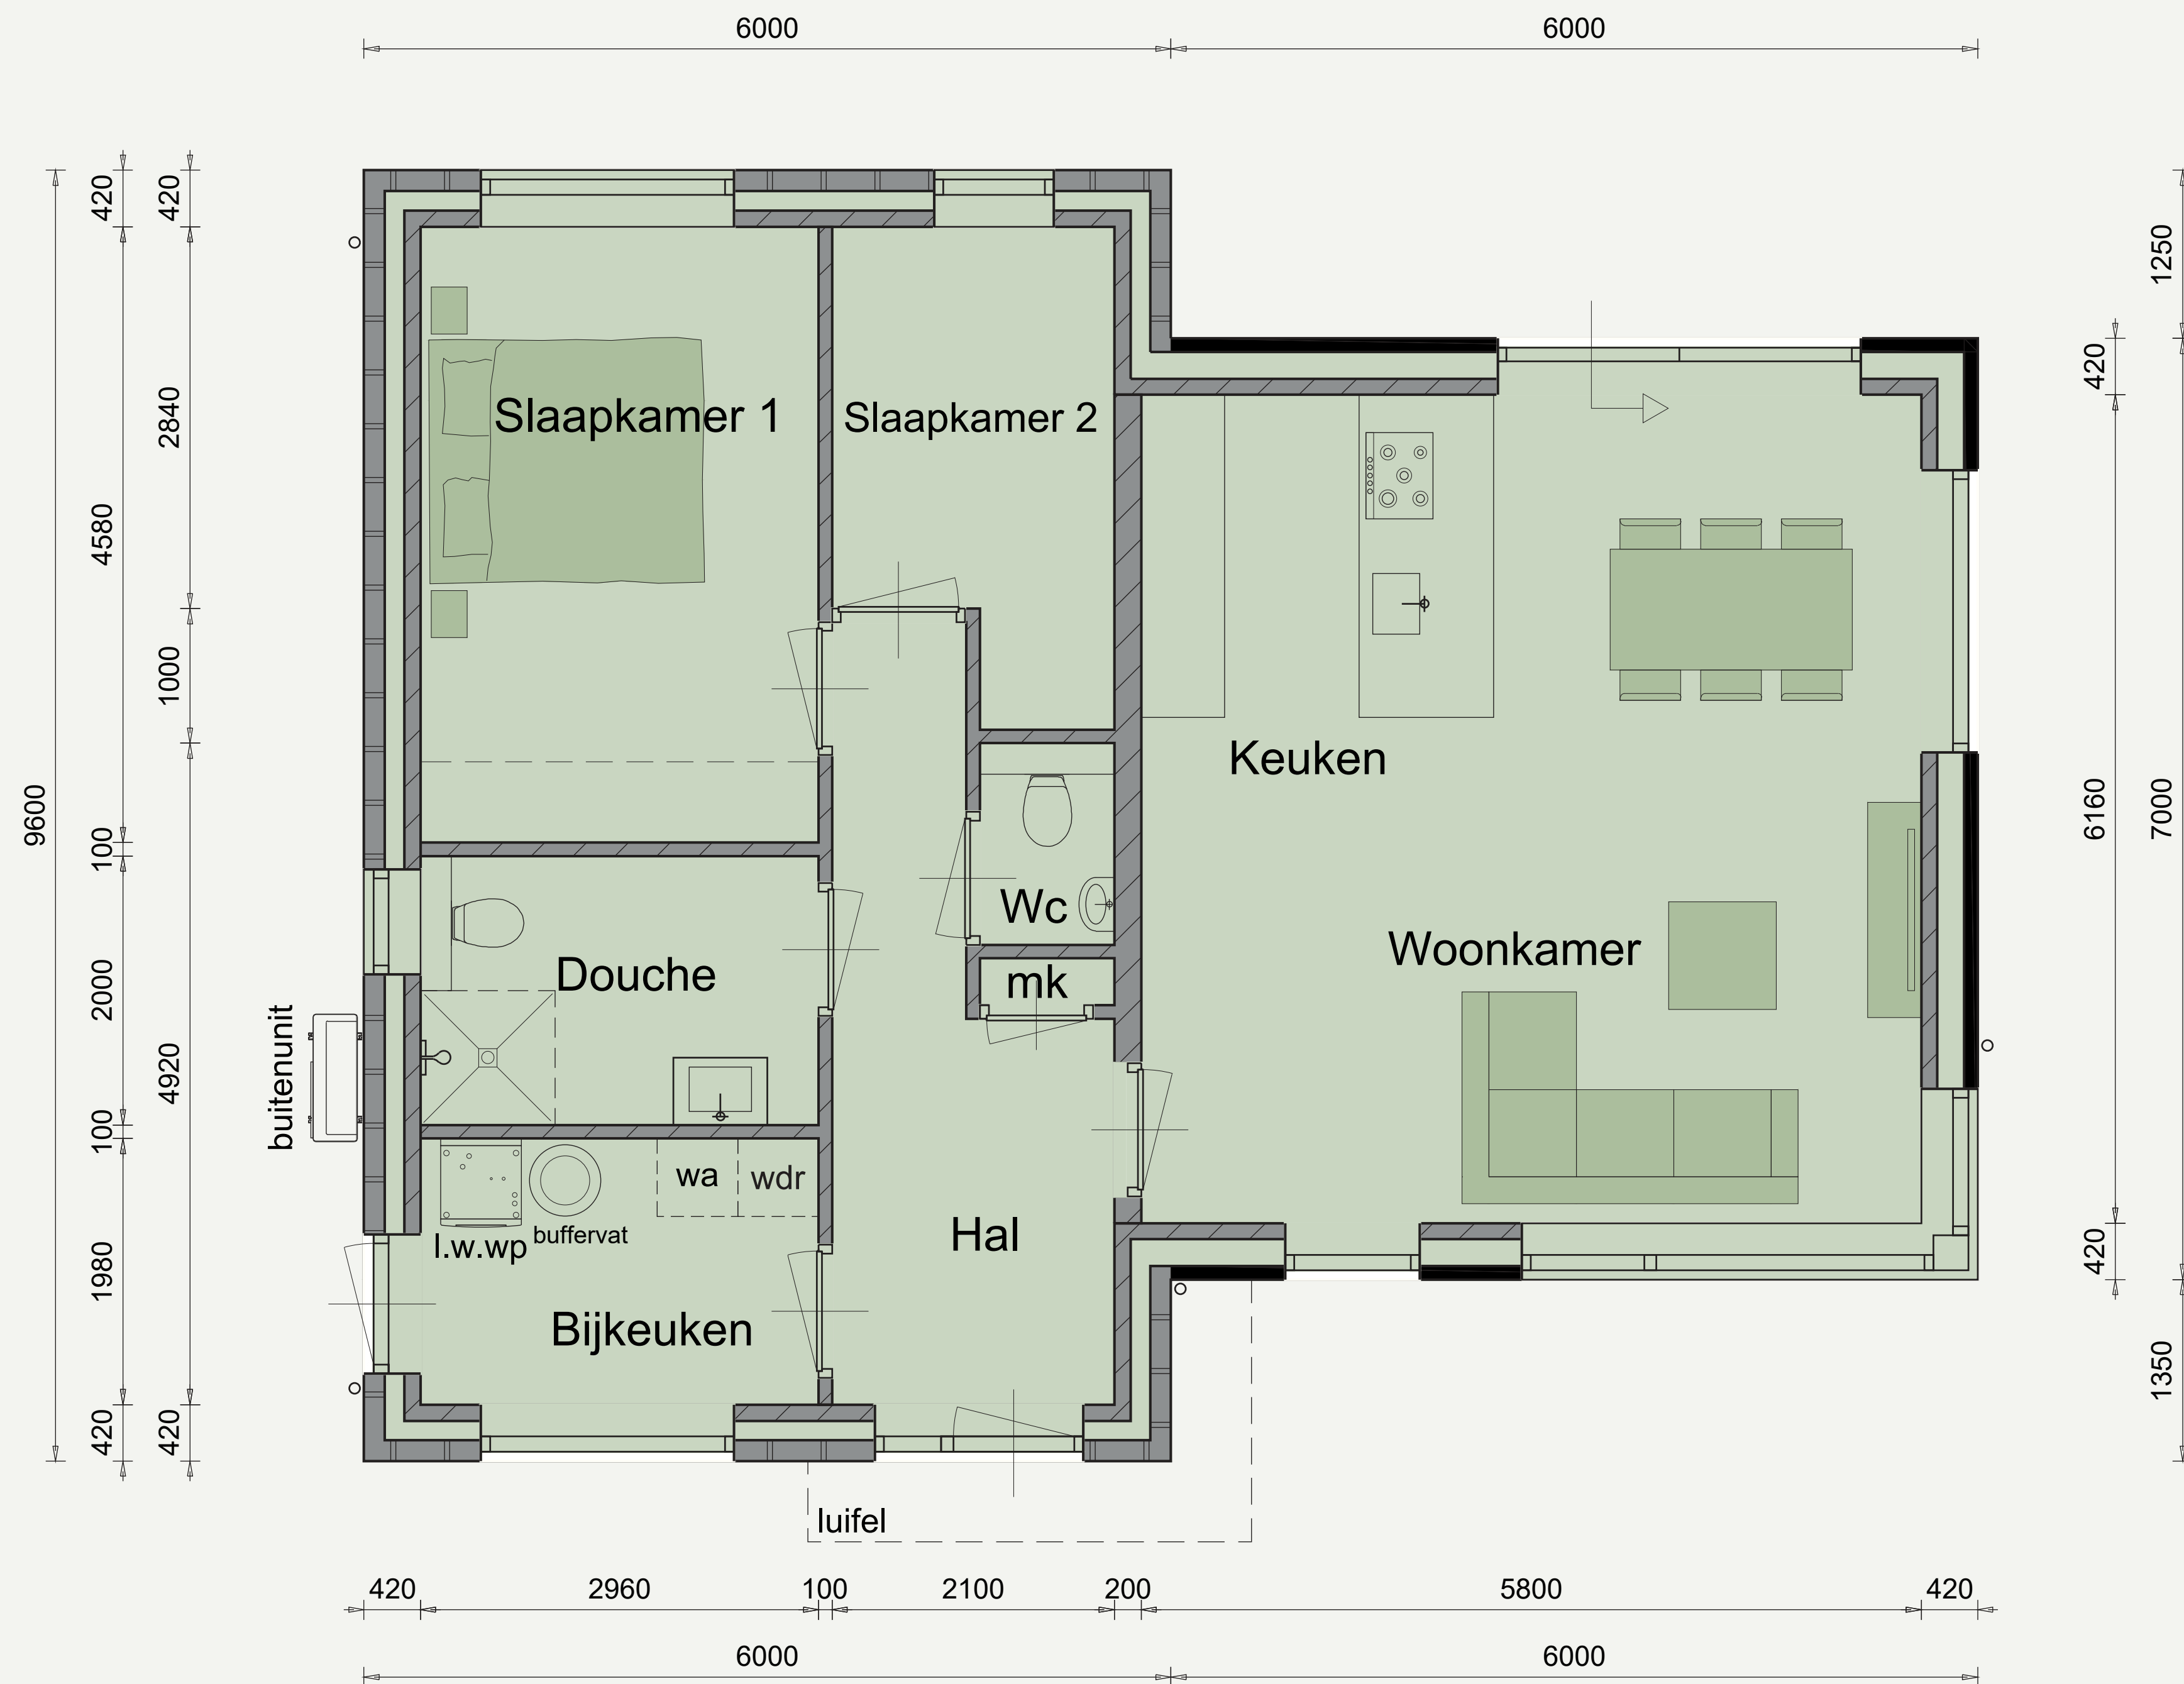 6000
6000
420
420
1250
420
2840
4580
1000
9600
100
2000
4920
100
1980
420
420
6160
7000
420
1350
Slaapkamer 1
Slaapkamer 2
Keuken
Wc
Woonkamer
Douche
mk
buitenunit
wa
wdr
buffervat
l.w.wp
Hal
Bijkeuken
luifel
420
2960
100
2100
200
5800
420
6000
6000